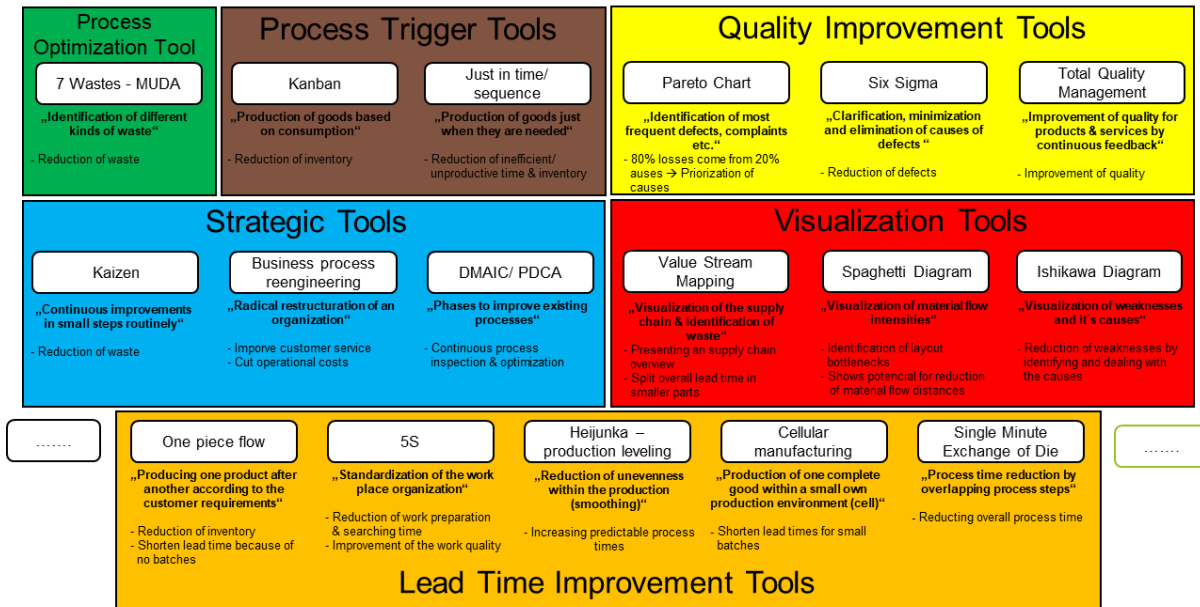 Process
Optimization Tool
7 Wastes - MUDA
„Identification of different
kinds of waste“
- Reduction of waste
Process Trigger Tools
Kanban
„Production of goods based
on consumption“
- Reduction of inventory
Just in time/
sequence
„Production of goods just
when they are needed“
- Reduction of inefficient/
unproductive time & inventory
Quality Improvement Tools
Pareto Chart
„Identification of most
frequent defects, complaints
etc.“
- 80% losses come from 20%
auses → Priorization of
causes
Six Sigma
„Clarification, minimization
and elimination of causes of
defects “
- Reduction of defects
Total Quality
Management
„Improvement of quality for
products & services by
continuous feedback“
- Improvement of quality
Strategic Tools
Kaizen
„Continuous improvements
in small steps routinely“
- Reduction of waste
Business process
reengineering
„Radical restructuration of an
organization“
- Imporve customer service
- Cut operational costs
DMAIC/ PDCA
„Phases to improve existing
processes“
- Continuous process
inspection & optimization
Visualization Tools
Value Stream
Mapping
„Visualization of the supply
chain & identification of
waste“
- Presenting an supply chain
overview
- Split overall lead time in
smaller parts
Spaghetti Diagram
„Visualization of material flow
intensities“
- Identification of layout
bottlenecks
- Shows potencial for reduction
of material flow distances
Ishikawa Diagram
„Visualization of weaknesses
and it´s causes“
- Reduction of weaknesses by
identifying and dealing with
the causes
.......
One piece flow
„Producing one product after
another according to the
customer requirements“
- Reduction of inventory
- Shorten lead time because of
no batches
5S
„Standardization of the work
place organization“
- Reduction of work preparation
& searching time
- Improvement of the work quality
Heijunka –
production leveling
„Reduction of unevenness
within the production
(smoothing)“
- Increasing predictable process
times
Cellular
manufacturing
„Production of one complete
good within a small own
production environment (cell)“
- Shorten lead times for small
batches
Single Minute
Exchange of Die
„Process time reduction by
overlapping process steps“
- Reducing overall process time
.......
Lead Time Improvement Tools